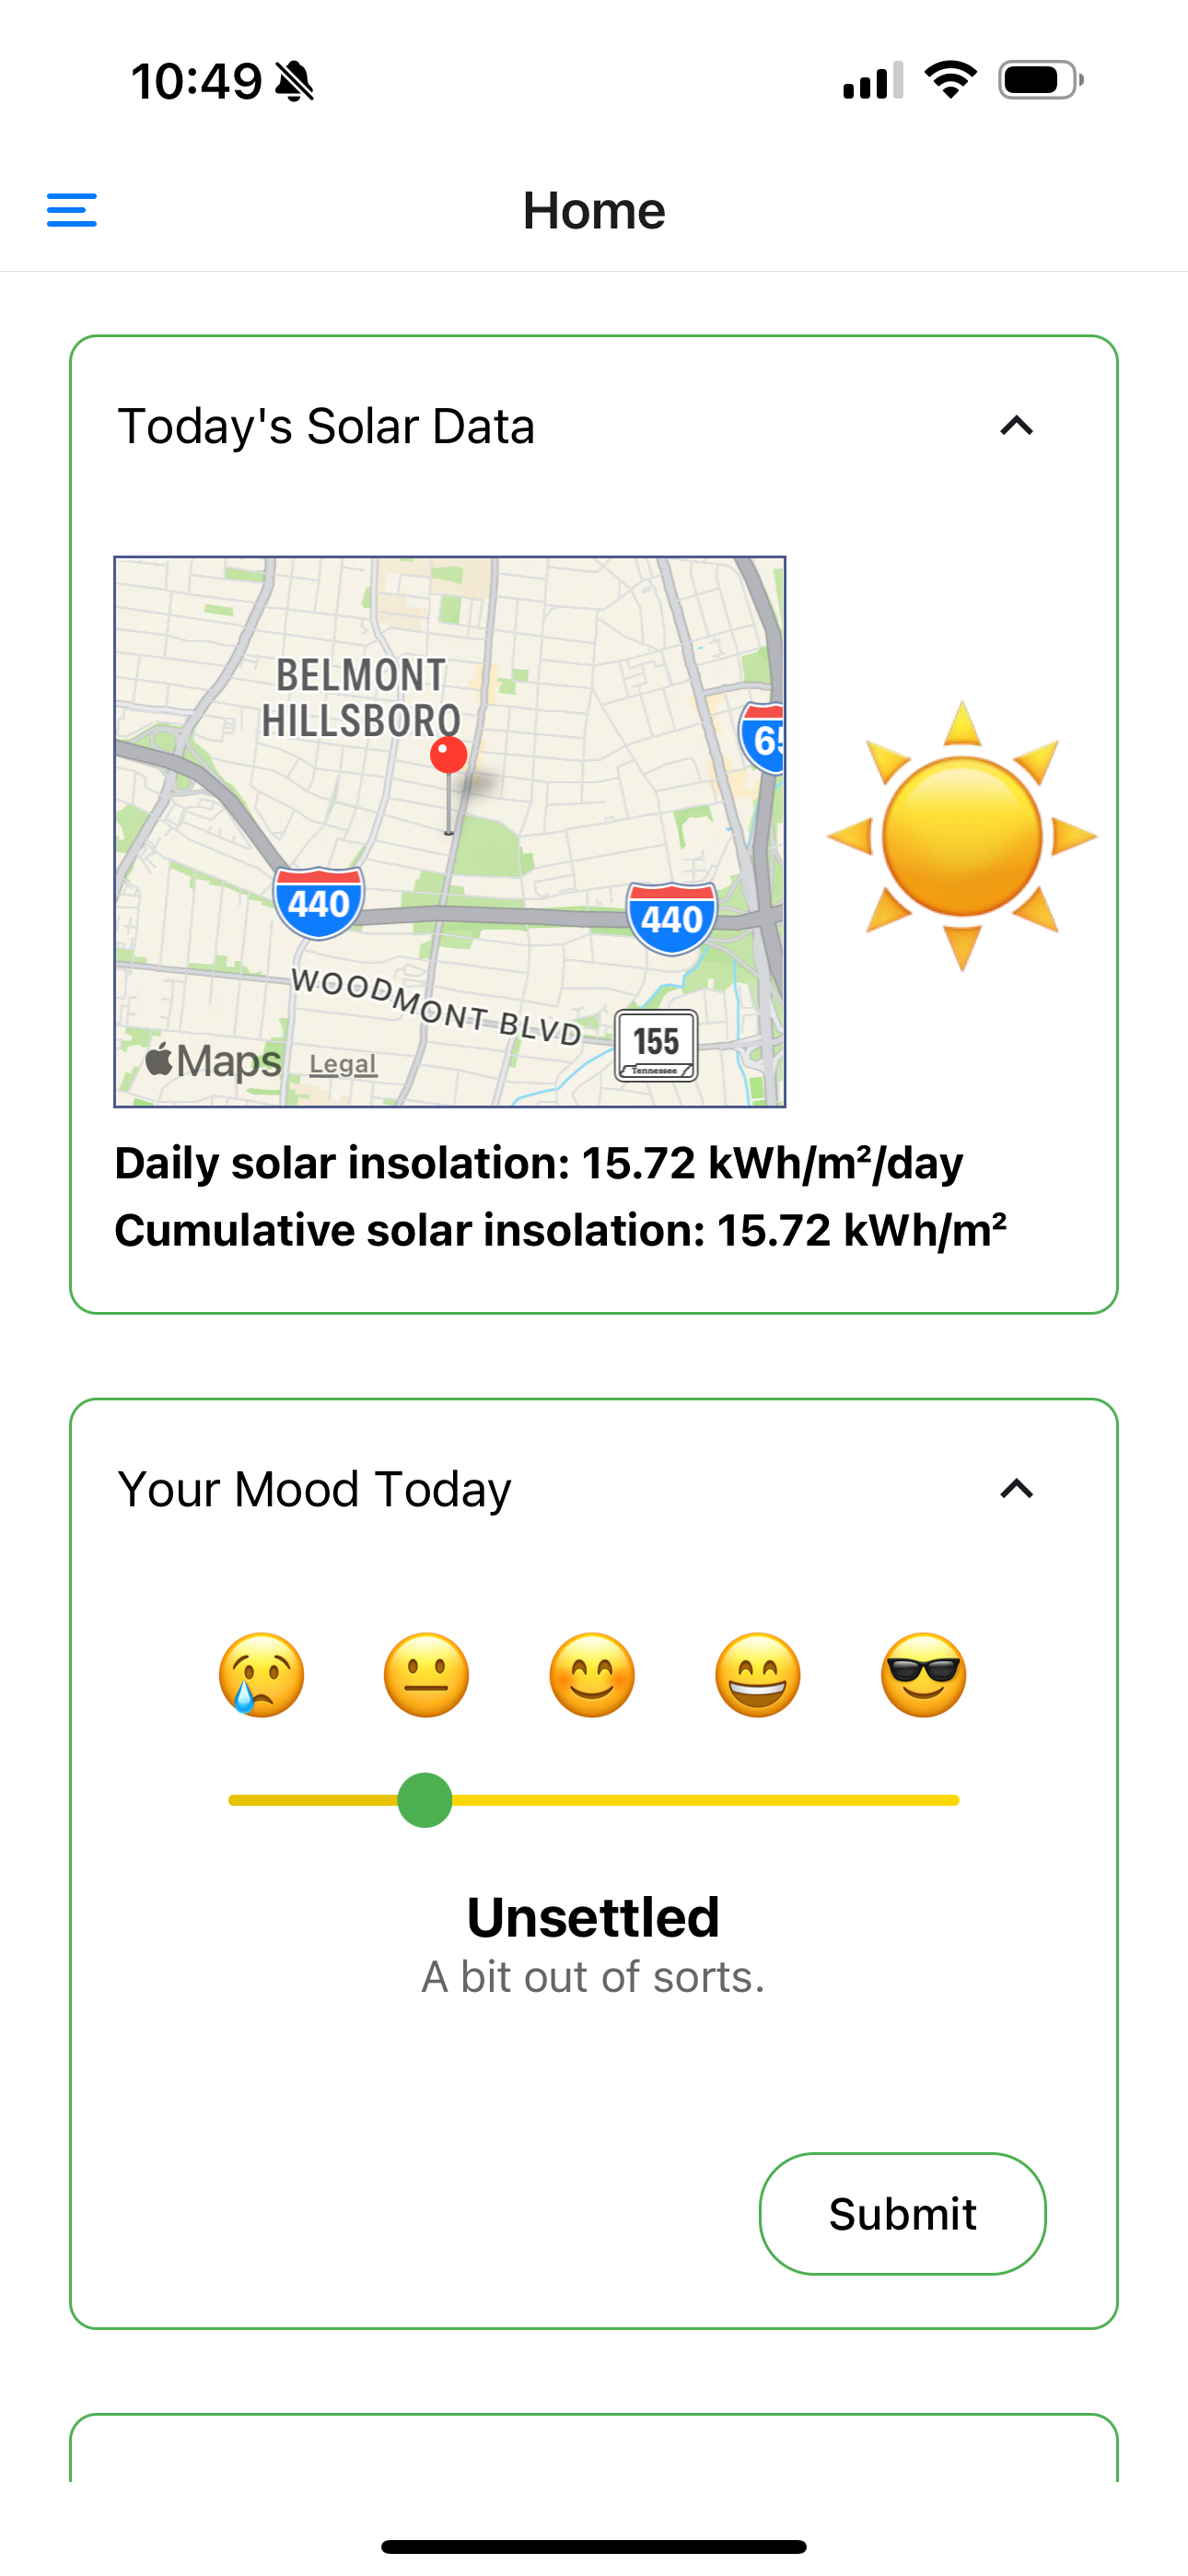 10:49
Home
Today's Solar Data
BELMONT
HILLSBORO
65
440
440
WOODMONT BLVD
155
Tennessee
Maps Legal
Daily solar insolation: 15.72 kWh/m²/day
Cumulative solar insolation: 15.72 kWh/m²
Your Mood Today
Unsettled
A bit out of sorts.
Submit